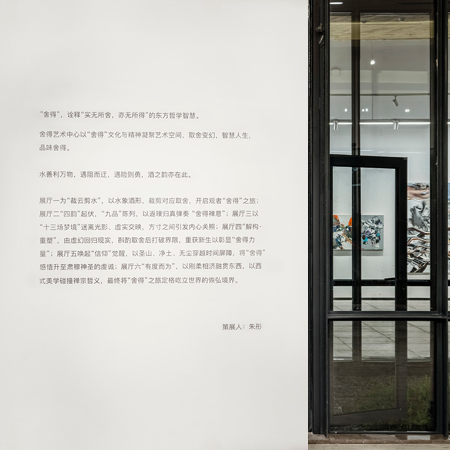 “舍得”，诠释“实无所舍，亦无所得”的东方哲学智慧。
舍得艺术中心以“舍得”文化与精神凝聚艺术空间，取舍变幻，智慧人生，
品味舍得。
水善利万物，遇阻而迁，遇险则勇，酒之韵亦在此。
展厅一为“裁云剪水”，以水象酒形，裁剪对应取舍，开启观者“舍得”之旅；
展厅二“四韵”起伏，“九品”陈列，以返璞归真弹奏“舍得禅意”；展厅三以
“十三场梦境”迷离光影、虚实交映，方寸之间引发内心关照；展厅四“解构·
重塑”，由虚幻回归现实，斟酌取舍后打破界限，重获新生以彰显“舍得力
量”；展厅五唤起“信仰”觉醒，以圣山、净土、无尘穿越时间屏障，将“舍得”
感悟升至肃穆神圣的虔诚；展厅六“有度而为”，以刚柔相济融贯东西，以西
式美学碰撞禅宗哲义，最终将“舍得”之旅定格屹立世界的恢弘境界。
策展人：朱彤